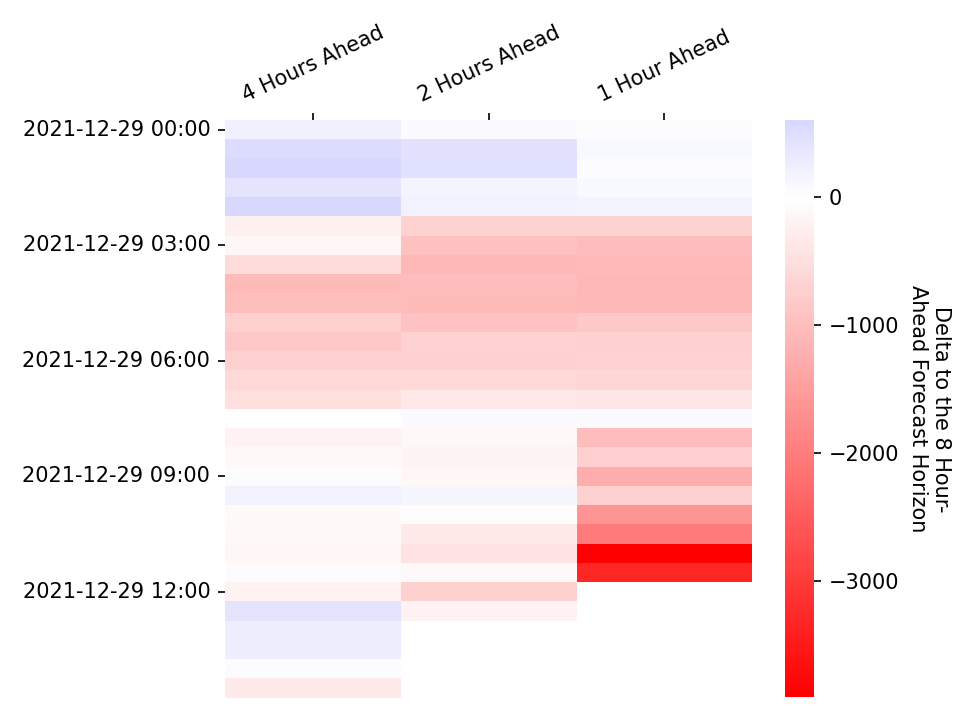 4 Hours Ahead
2 Hours Ahead
1 Hour Ahead
2021-12-29 00:00
2021-12-29 03:00
2021-12-29 06:00
2021-12-29 09:00
2021-12-29 12:00
0
−1000
−2000
−3000
Delta to the 8 Hour-
Ahead Forecast Horizon